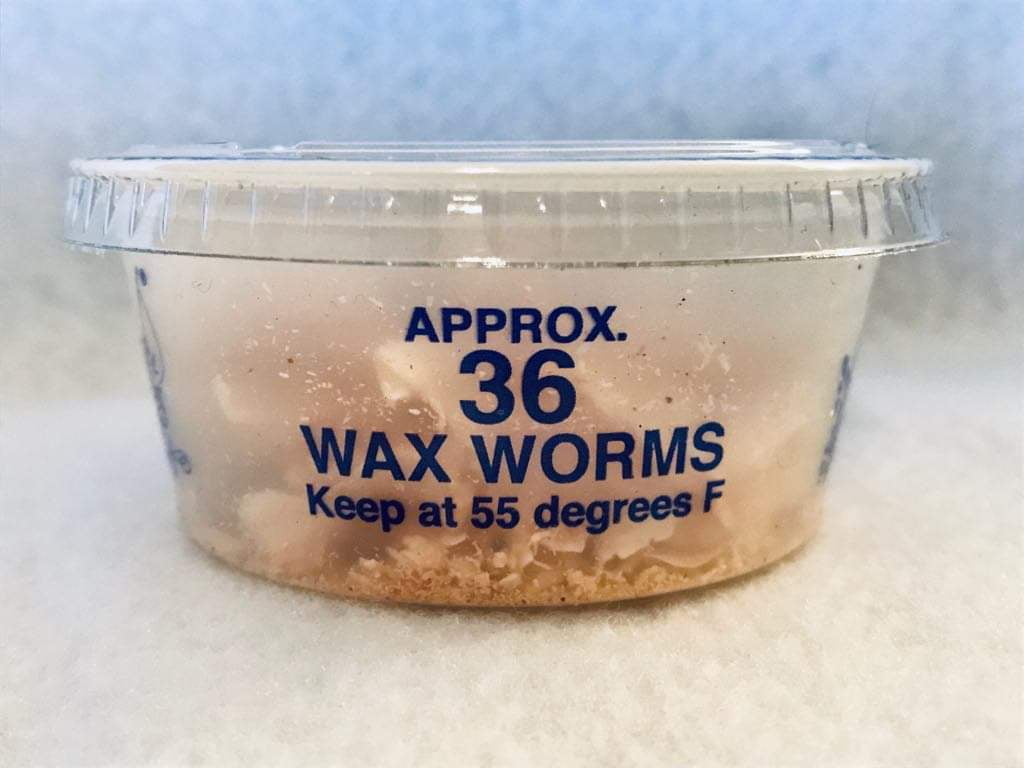 APPROX.
36
WAX WORMS
Keep at 55 degrees F